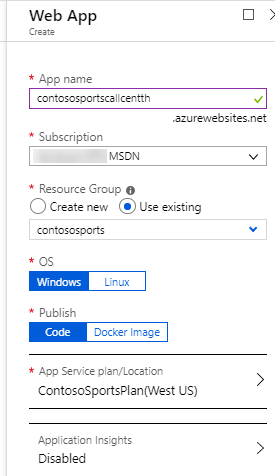 Web App
Create
* App name
contososportscallcentth
.azurewebsites.net
* Subscription
MSDN
* Resource Group
Create new Use existing
contososports
* OS
Windows Linux
* Publish
Code Docker Image
* App Service plan/Location
ContosoSportsPlan(West US)
Application Insights
Disabled